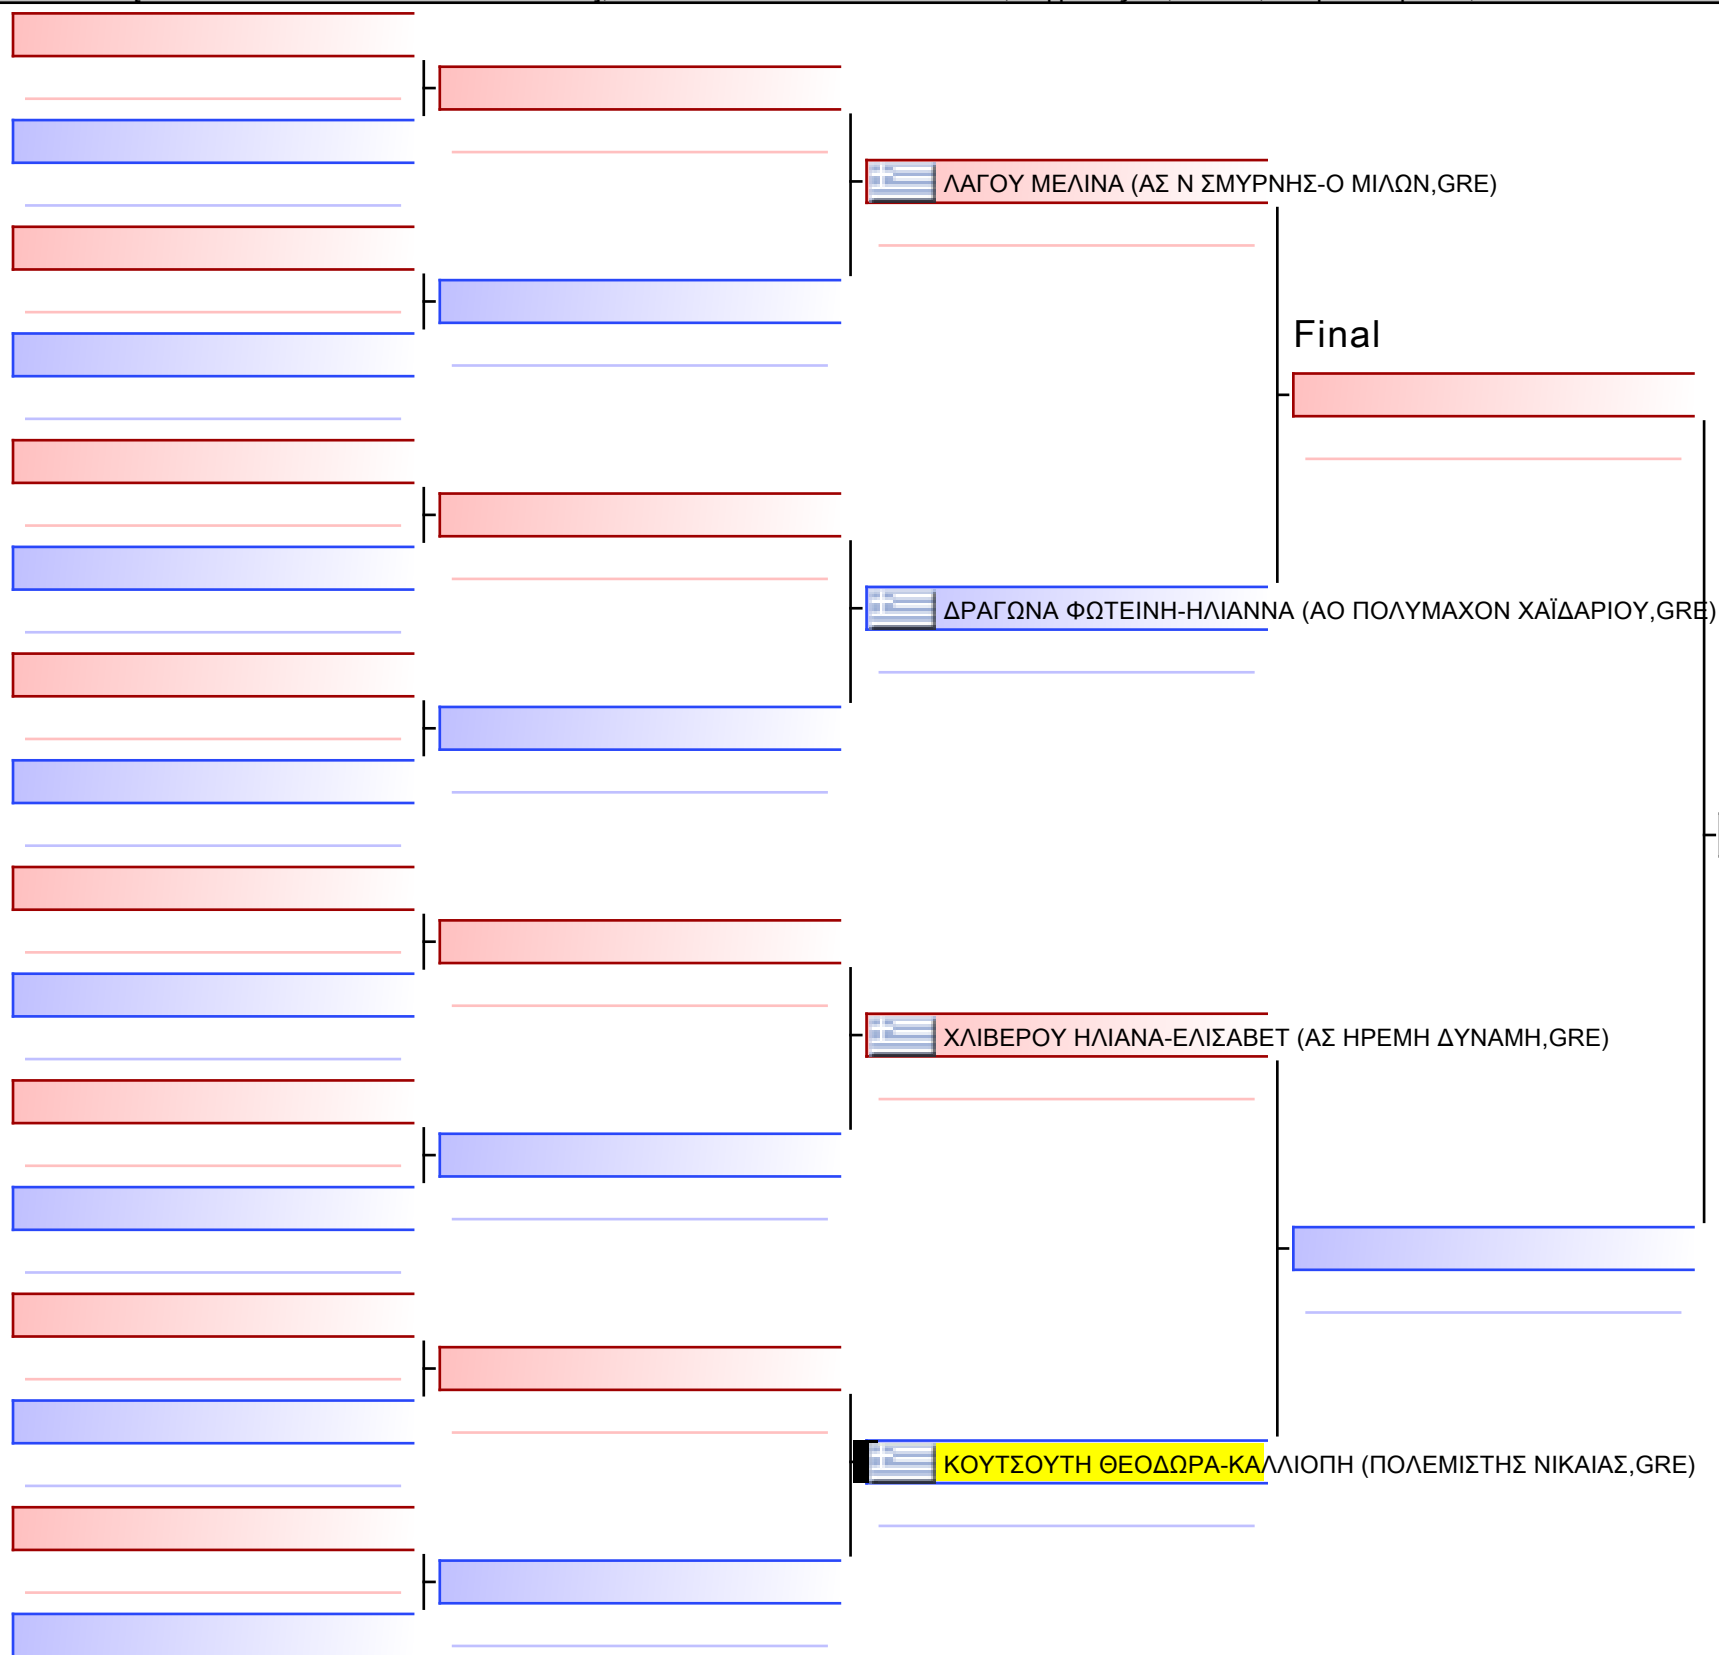 ΛΑΓΟΥ ΜΕΛΙΝΑ (ΑΣ Ν ΣΜΥΡΝΗΣ-Ο ΜΙΛΩΝ,GRE)
Final
ΔΡΑΓΩΝΑ ΦΩΤΕΙΝΗ-ΗΛΙΑΝΝΑ (ΑΟ ΠΟΛΥΜΑΧΟΝ ΧΑΪΔΑΡΙΟΥ,GRE)
ΧΛΙΒΕΡΟΥ ΗΛΙΑΝΑ-ΕΛΙΣΑΒΕΤ (ΑΣ ΗΡΕΜΗ ΔΥΝΑΜΗ,GRE)
ΚΟΥΤΣΟΥΤΗ ΘΕΟΔΩΡΑ-ΚΑΛΛΙΟΠΗ (ΠΟΛΕΜΙΣΤΗΣ ΝΙΚΑΙΑΣ,GRE)